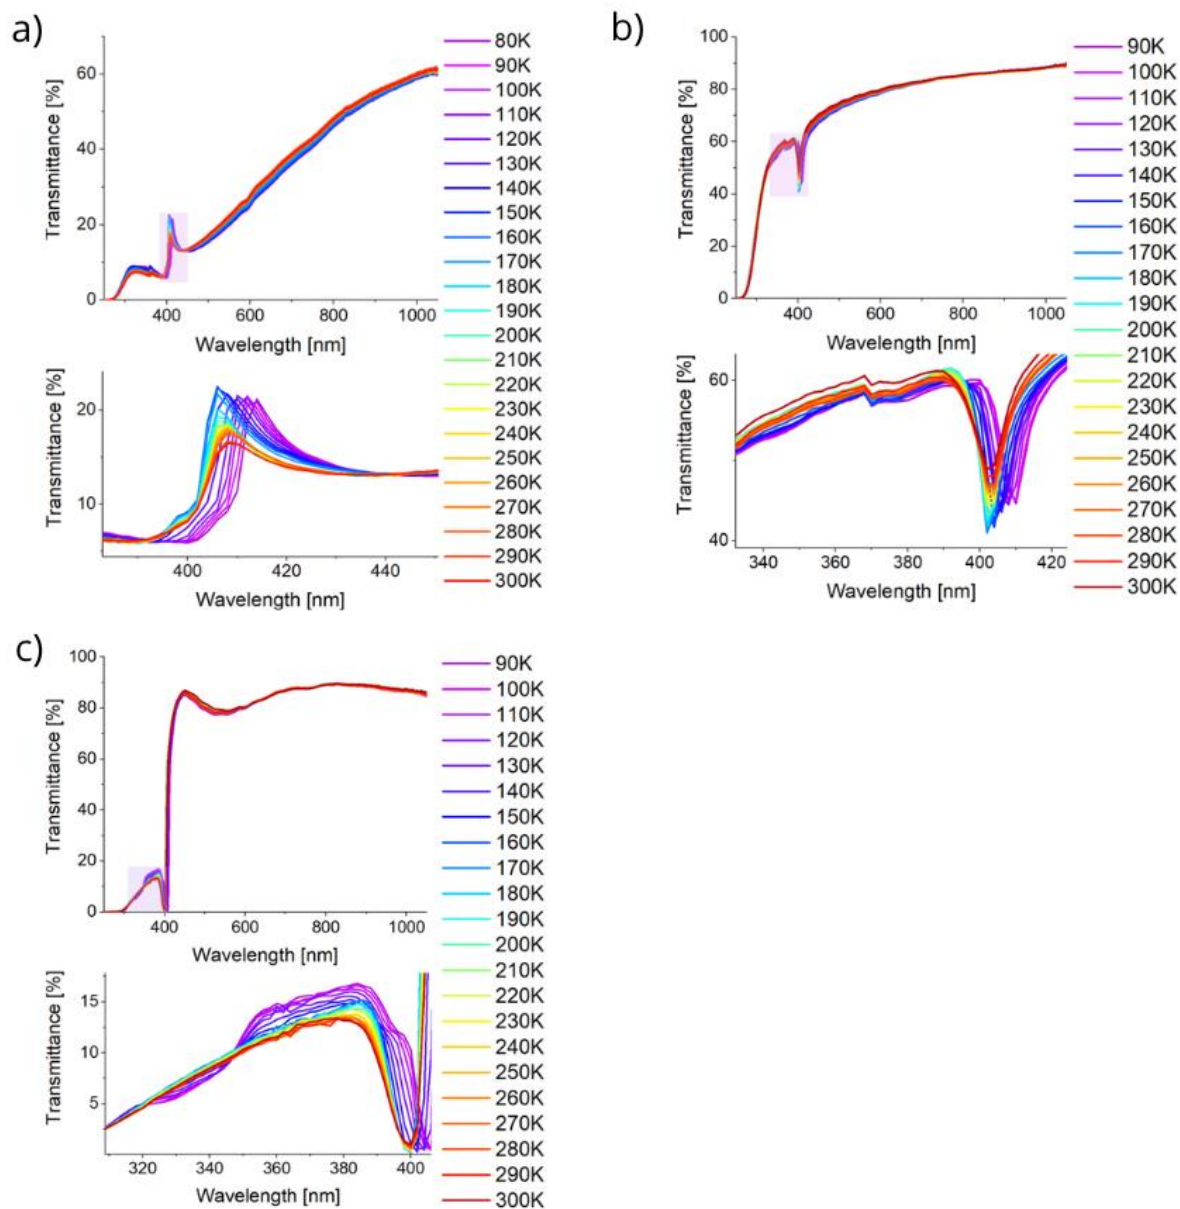 a)
Transmittance [%]
60
40
20
0
400 600 800 1000
Wavelength [nm]
Transmittance [%]
20
10
400 420 440
Wavelength [nm]
80K
90K
100K
110K
120K
130K
140K
150K
160K
170K
180K
190K
200K
210K
220K
230K
240K
250K
260K
270K
280K
290K
300K
b)
Transmittance [%]
100
80
60
40
20
0
400 600 800 1000
Wavelength [nm]
Transmittance [%]
60
40
340 360 380 400 420
Wavelength [nm]
90K
100K
110K
120K
130K
140K
150K
160K
170K
180K
190K
200K
210K
220K
230K
240K
250K
260K
270K
280K
290K
300K
c)
Transmittance [%]
100
80
60
40
20
0
400 600 800 1000
Wavelength [nm]
Transmittance [%]
15
10
5
320 340 360 380 400
Wavelength [nm]
90K
100K
110K
120K
130K
140K
150K
160K
170K
180K
190K
200K
210K
220K
230K
240K
250K
260K
270K
280K
290K
300K